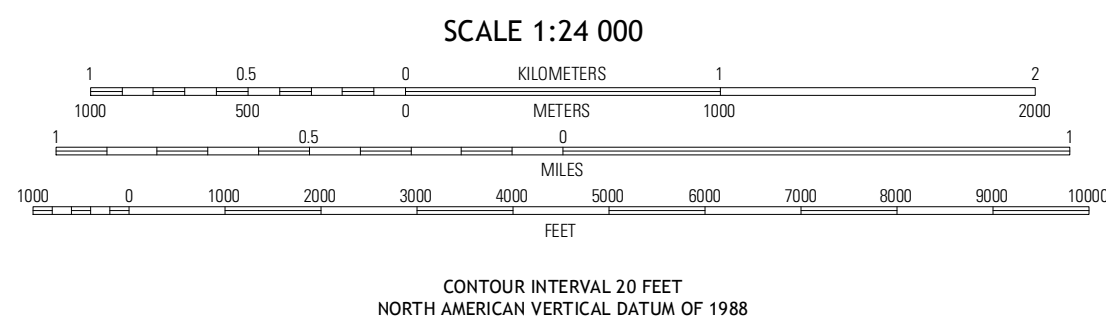 SCALE 1:24 000
1 0.5 0 KILOMETERS 1 2
1000 500 0 METERS 1000 2000
1 0.5 0 1
MILES
1000 0 1000 2000 3000 4000 5000 6000 7000 8000 9000 10000
FEET
CONTOUR INTERVAL 20 FEET
NORTH AMERICAN VERTICAL DATUM OF 1988